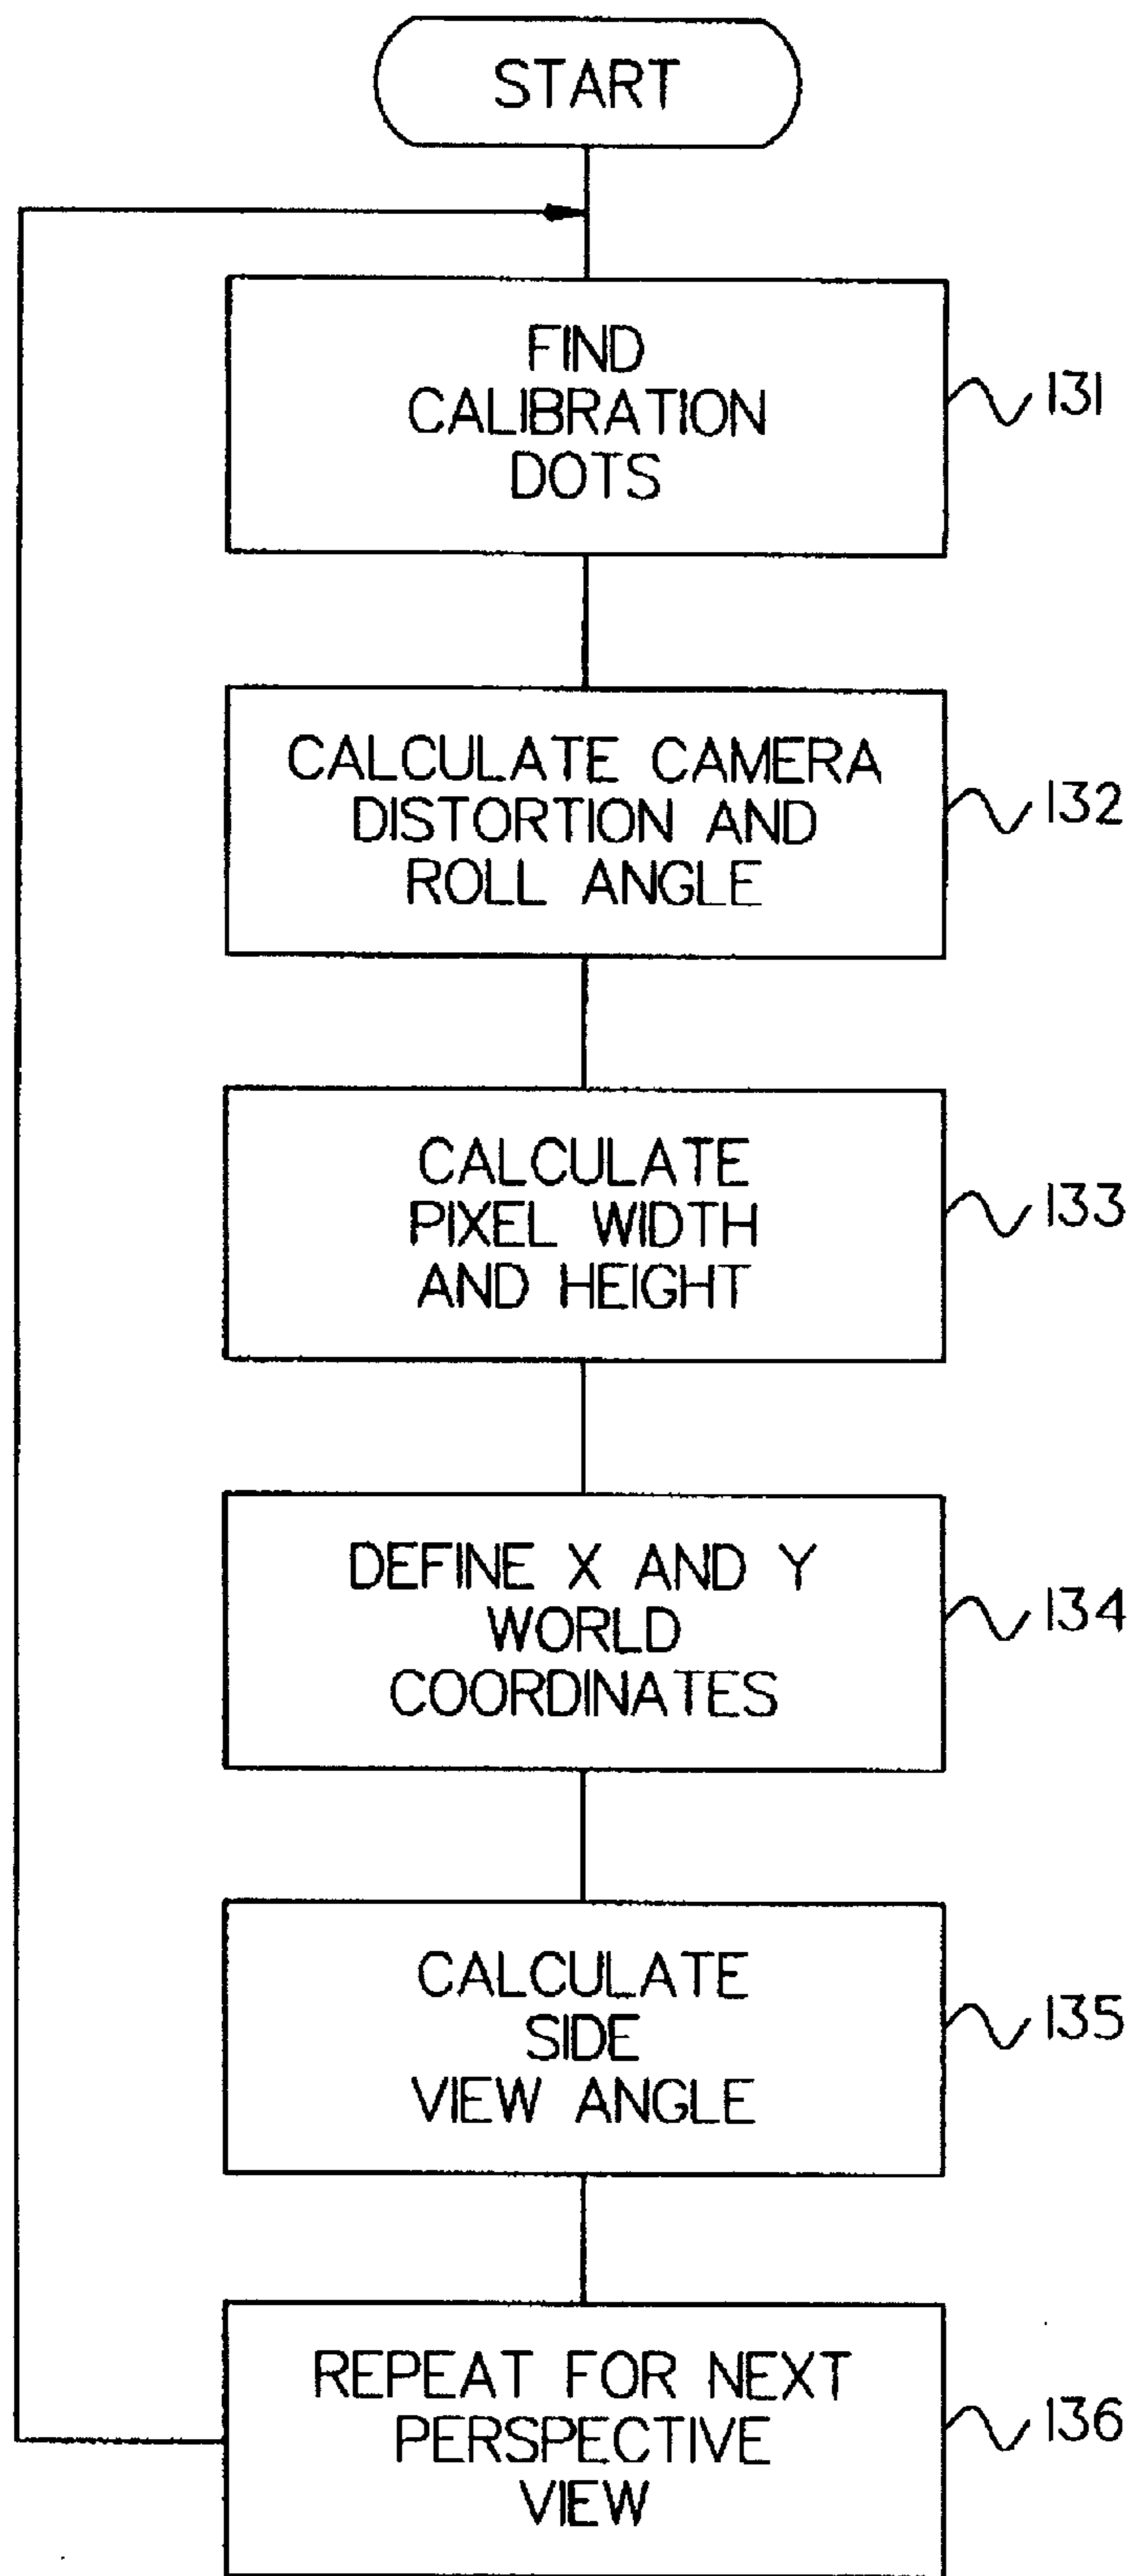 START
FIND
CALIBRATION
DOTS
131
CALCULATE CAMERA
DISTORTION AND
ROLL ANGLE
132
CALCULATE
PIXEL WIDTH
AND HEIGHT
133
DEFINE X AND Y
WORLD
COORDINATES
134
CALCULATE
SIDE
VIEW ANGLE
135
REPEAT FOR NEXT
PERSPECTIVE
VIEW
136